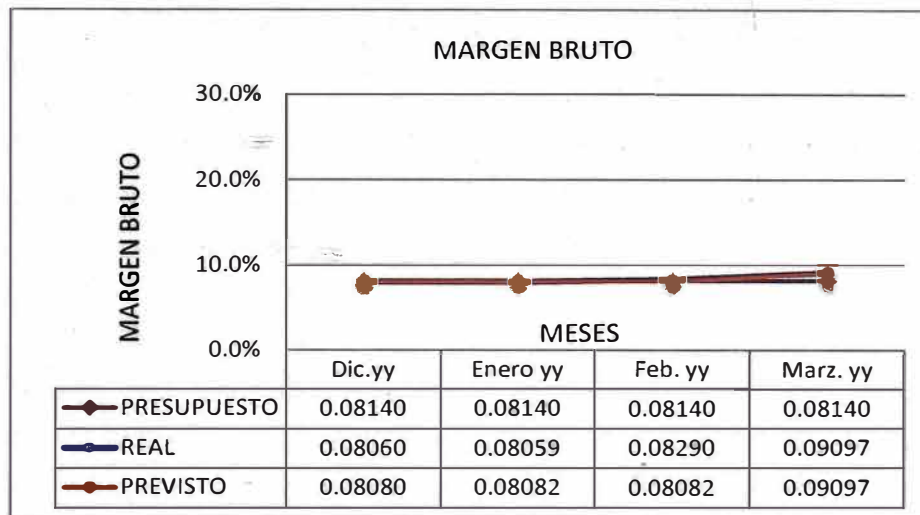 MARGEN BRUTO
30.0%
20.0%
10.0%
0.0%
MARGEN BRUTO
MESES
Dic.yy Enero yy Feb. yy Marz. yy
PRESUPUESTO 0.08140 0.08140 0.08140 0.08140
REAL 0.08060 0.08059 0.08290 0.09097
PREVISTO 0.08080 0.08082 0.08082 0.09097